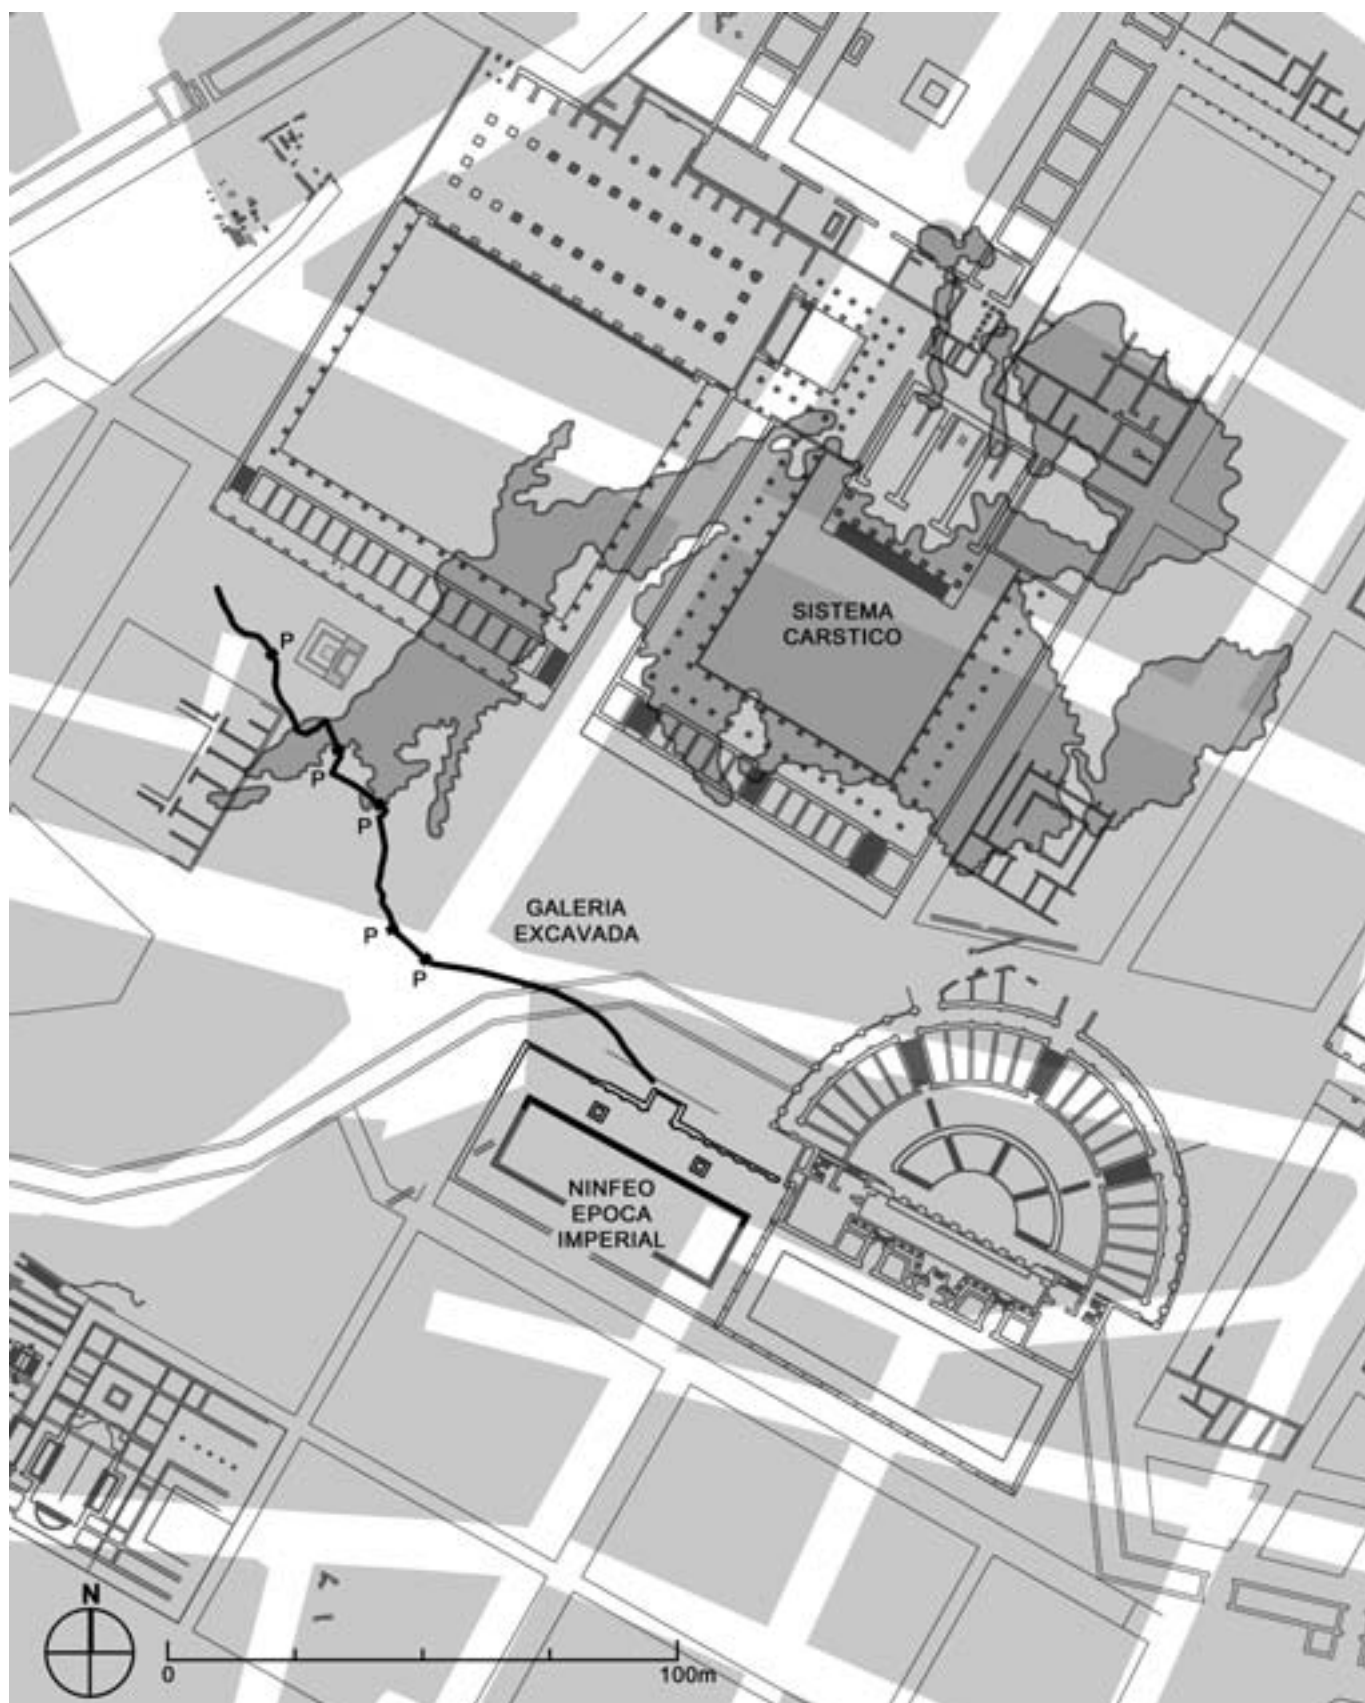 SISTEMA
CARSTICO
P
P
P
GALERIA
EXCAVADA
P
P
NINFEO
EPOCA
IMPERIAL
N
0
100m